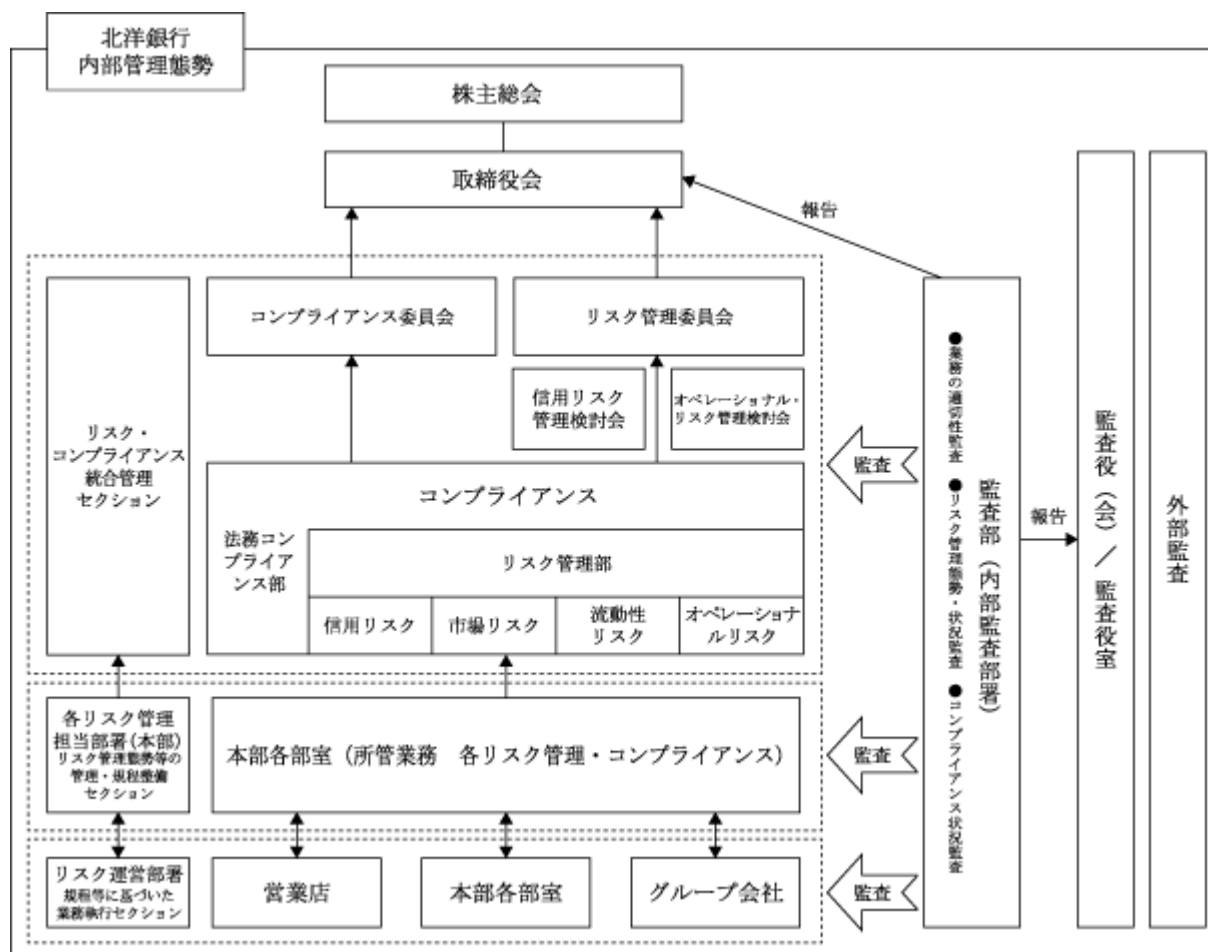 北洋銀行
内部管理態勢
株主総会
取締役会
報告
コンプライアンス委員会
リスク管理委員会
信用リスク
管理検討会
オペレーショナル・
リスク管理検討会
リスク・
コンプライアンス
統合管理
セクション
コンプライアンス
法務コン
プライア
ンス部
リスク管理部
信用リスク
市場リスク
流動性
リスク
オペレーショナ
ルリスク
監査
各リスク管理
担当部署(本部)
リスク管理態勢等の
管理・規程整備
セクション
本部各部室（所管業務　各リスク管理・コンプライアンス）
監査
リスク運営部署
規程等に基づいた
業務執行セクション
営業店
本部各部室
グループ会社
監査
監査部（内部監査部署）
●業務の適切性監査　●リスク管理態勢・状況監査　●コンプライアンス状況監査
報告
監査役（会）／監査役室
外部監査